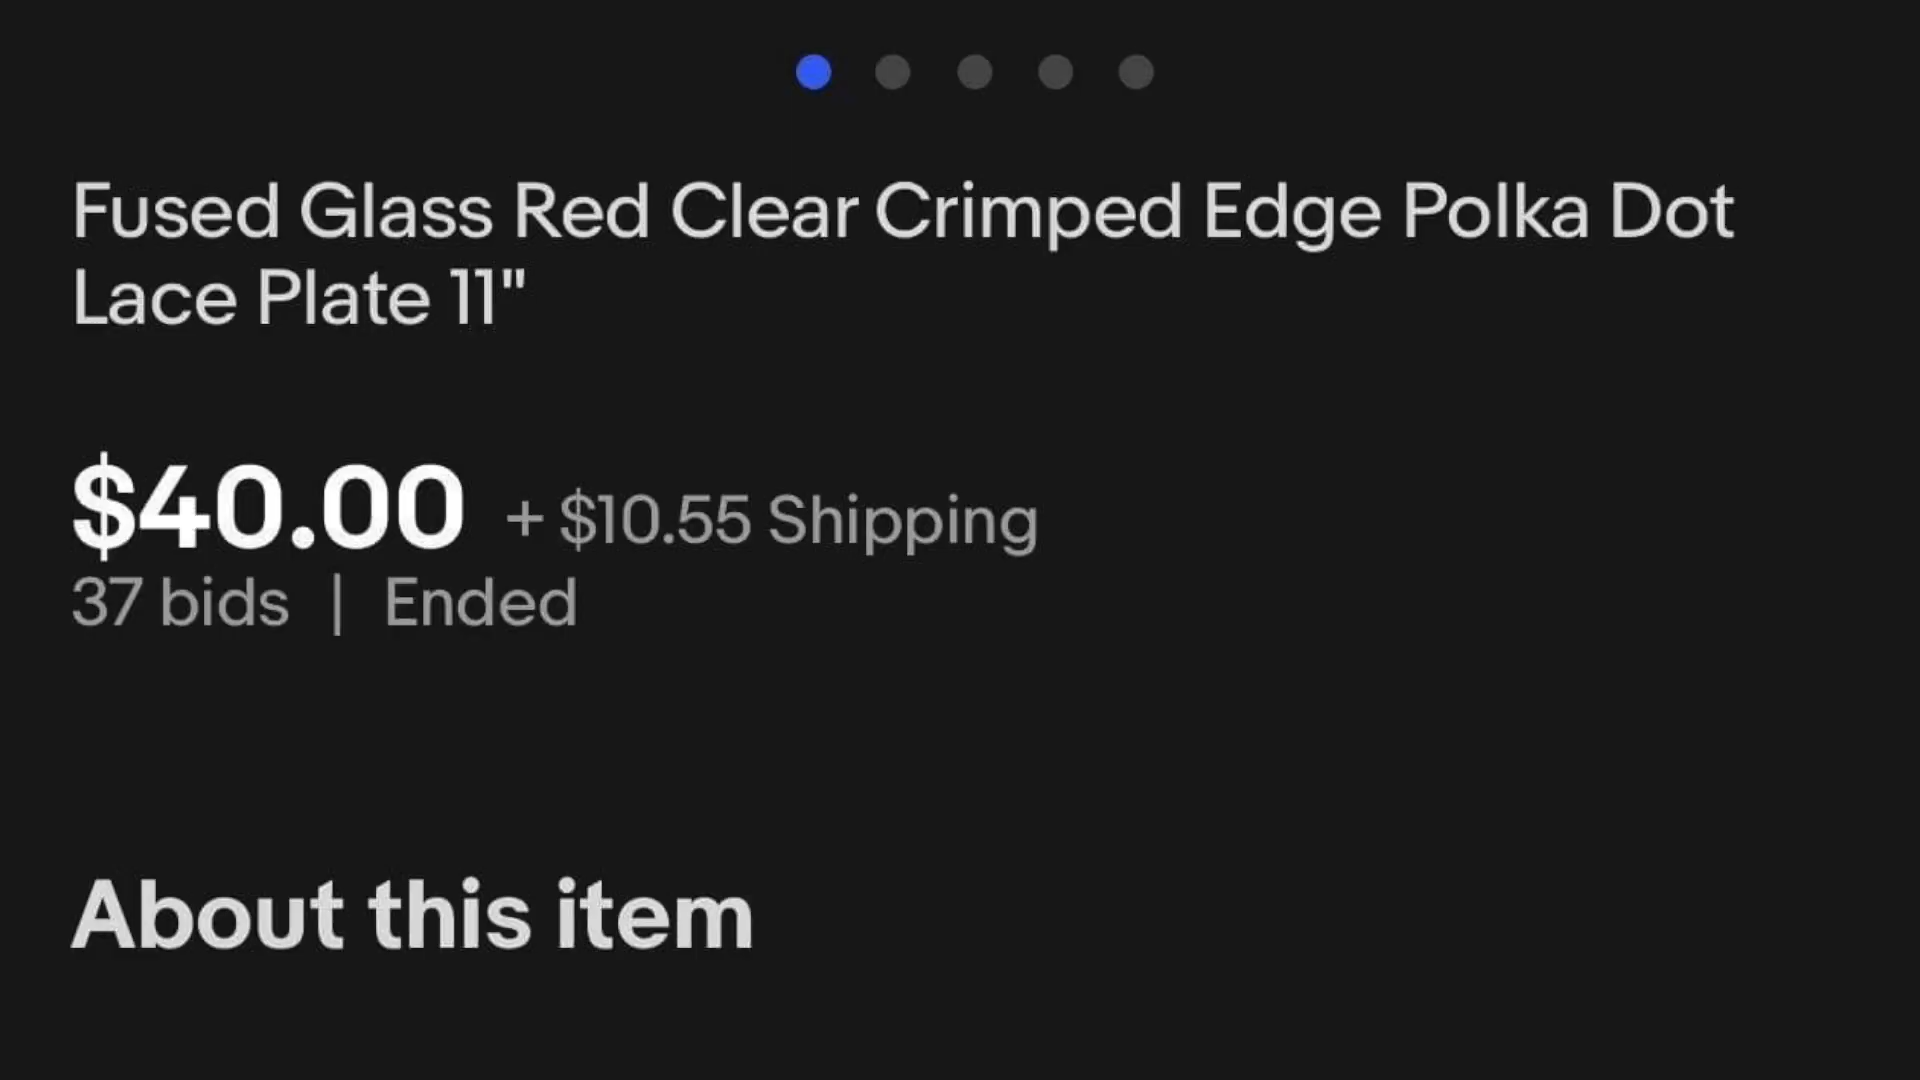 Fused Glass Red Clear Crimped Edge Polka Dot
Lace Plate 11"
$40.00 + $10.55 Shipping
37 bids | Ended
About this item